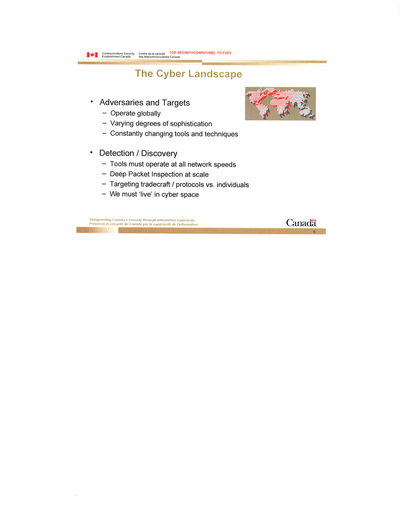 Communications Security
Establishment Canada
Centre de la sécurité
des télécommunications Canada
TOP SECRET//COMINT//REL TO FVEY
The Cyber Landscape
• Adversaries and Targets
– Operate globally
– Varying degrees of sophistication
– Constantly changing tools and techniques
• Detection / Discovery
– Tools must operate at all network speeds
– Deep Packet Inspection at scale
– Targeting tradecraft / protocols vs. individuals
– We must 'live' in cyber space
Safeguarding Canada's security through information superiority
Préserver la sécurité du Canada par la supériorité de l'information
Canada